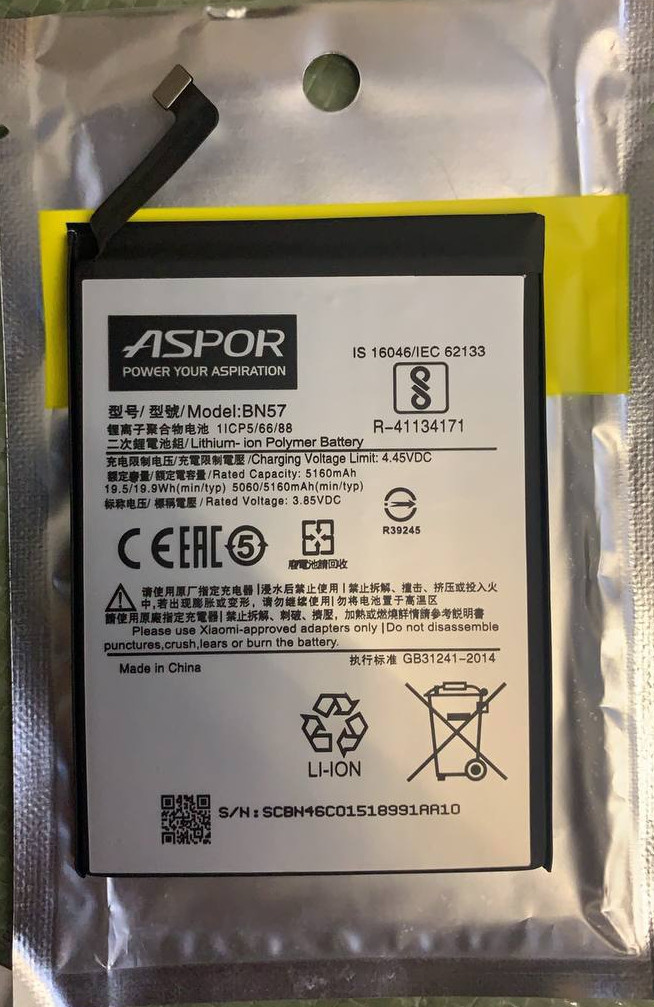 ASPOR
POWER YOUR ASPIRATION
IS 16046/IEC 62133
R-41134171
型号/ 型號/ Model:BN57
锂离子聚合物电池 1ICP5/66/88
二次鋰電池組/ Lithium- ion Polymer Battery
充电限制电压/充電限制電壓 /Charging Voltage Limit: 4.45VDC
额定容量/ 額定電容量 /Rated Capacity: 5160mAh
19.5/19.9Wh(min/typ) 5060/5160mAh(min/typ)
标称电压/ 標稱電壓 / Rated Voltage: 3.85VDC
R39245
CE EAC 5
廢電池請回收
请使用原厂指定充电器 |浸水后禁止使用 | 禁止拆解、撞击、挤压或投入火
中,若出现膨胀或变形，请勿继续使用| 勿将电池置于高温区
請使用原廠指定充電器 | 禁止拆解、刺破、擠壓，加熱或燃燒詳情請參考說明書
Please use Xiaomi-approved adapters only |Do not disassemble
punctures,crush,lears or burn the battery.
执行标准 GB31241-2014
Made in China
LI-ION
S/N:SCBN46C01518991AA10